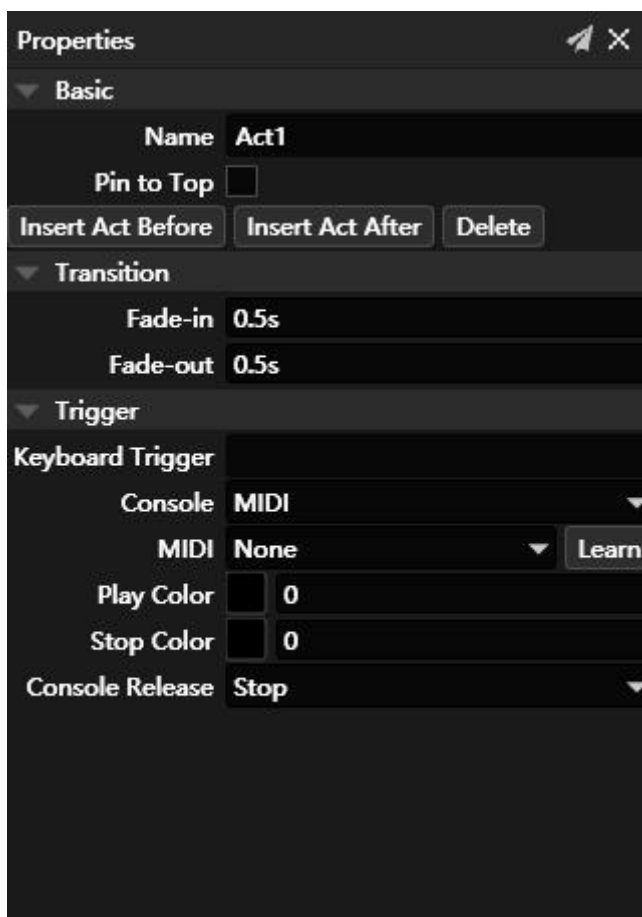 Properties
Basic
Name Act1
Pin to Top
Insert Act Before Insert Act After Delete
Transition
Fade-in 0.5s
Fade-out 0.5s
Trigger
Keyboard Trigger
Console MIDI
MIDI None Learn
Play Color 0
Stop Color 0
Console Release Stop